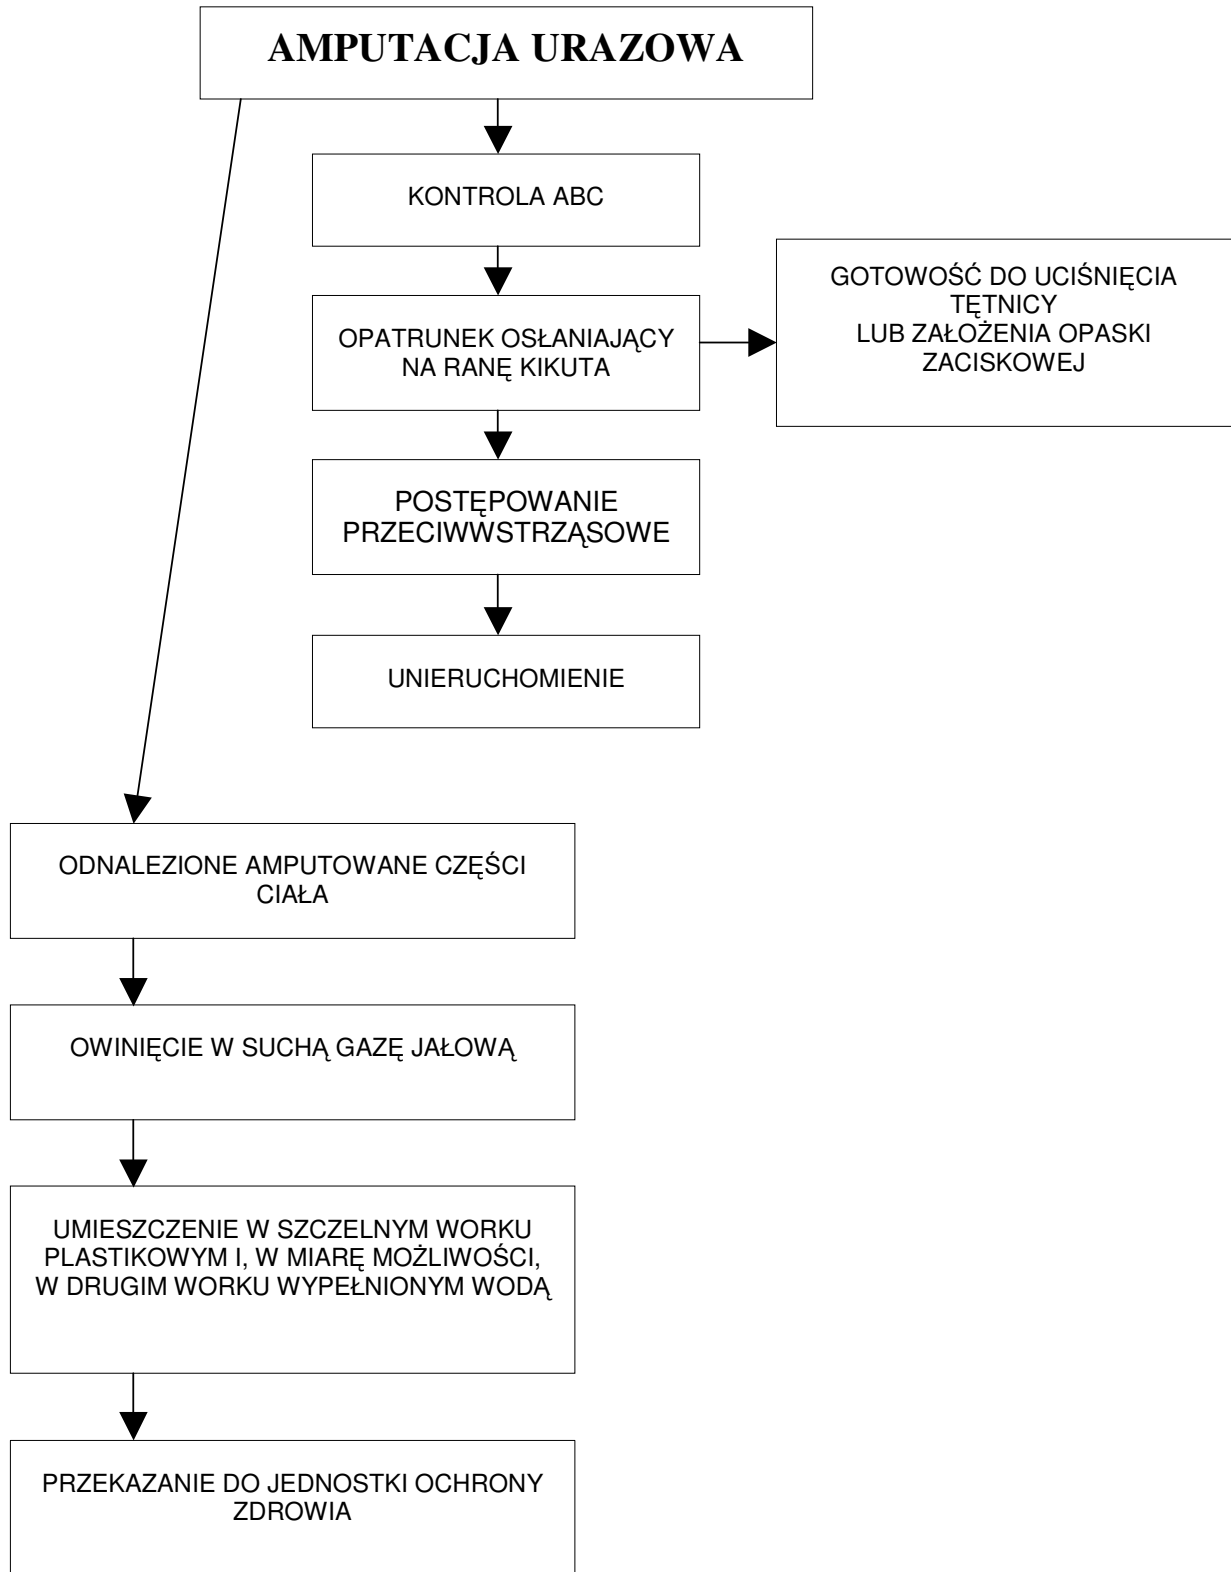 AMPUTACJA URAZOWA
KONTROLA ABC
OPATRUNEK OSŁANIAJĄCY
NA RANĘ KIKUTA
GOTOWOŚĆ DO UCIŚNIĘCIA
TĘTNICY
LUB ZAŁOŻENIA OPASKI
ZACISKOWEJ
POSTĘPOWANIE
PRZECIWWSTRZĄSOWE
UNIERUCHOMIENIE
ODNALEZIONE AMPUTOWANE CZĘŚCI
CIAŁA
OWINIĘCIE W SUCHĄ GAZĘ JAŁOWĄ
UMIESZCZENIE W SZCZELNYM WORKU
PLASTIKOWYM I, W MIARĘ MOŻLIWOŚCI,
W DRUGIM WORKU WYPEŁNIONYM WODĄ
PRZEKAZANIE DO JEDNOSTKI OCHRONY
ZDROWIA